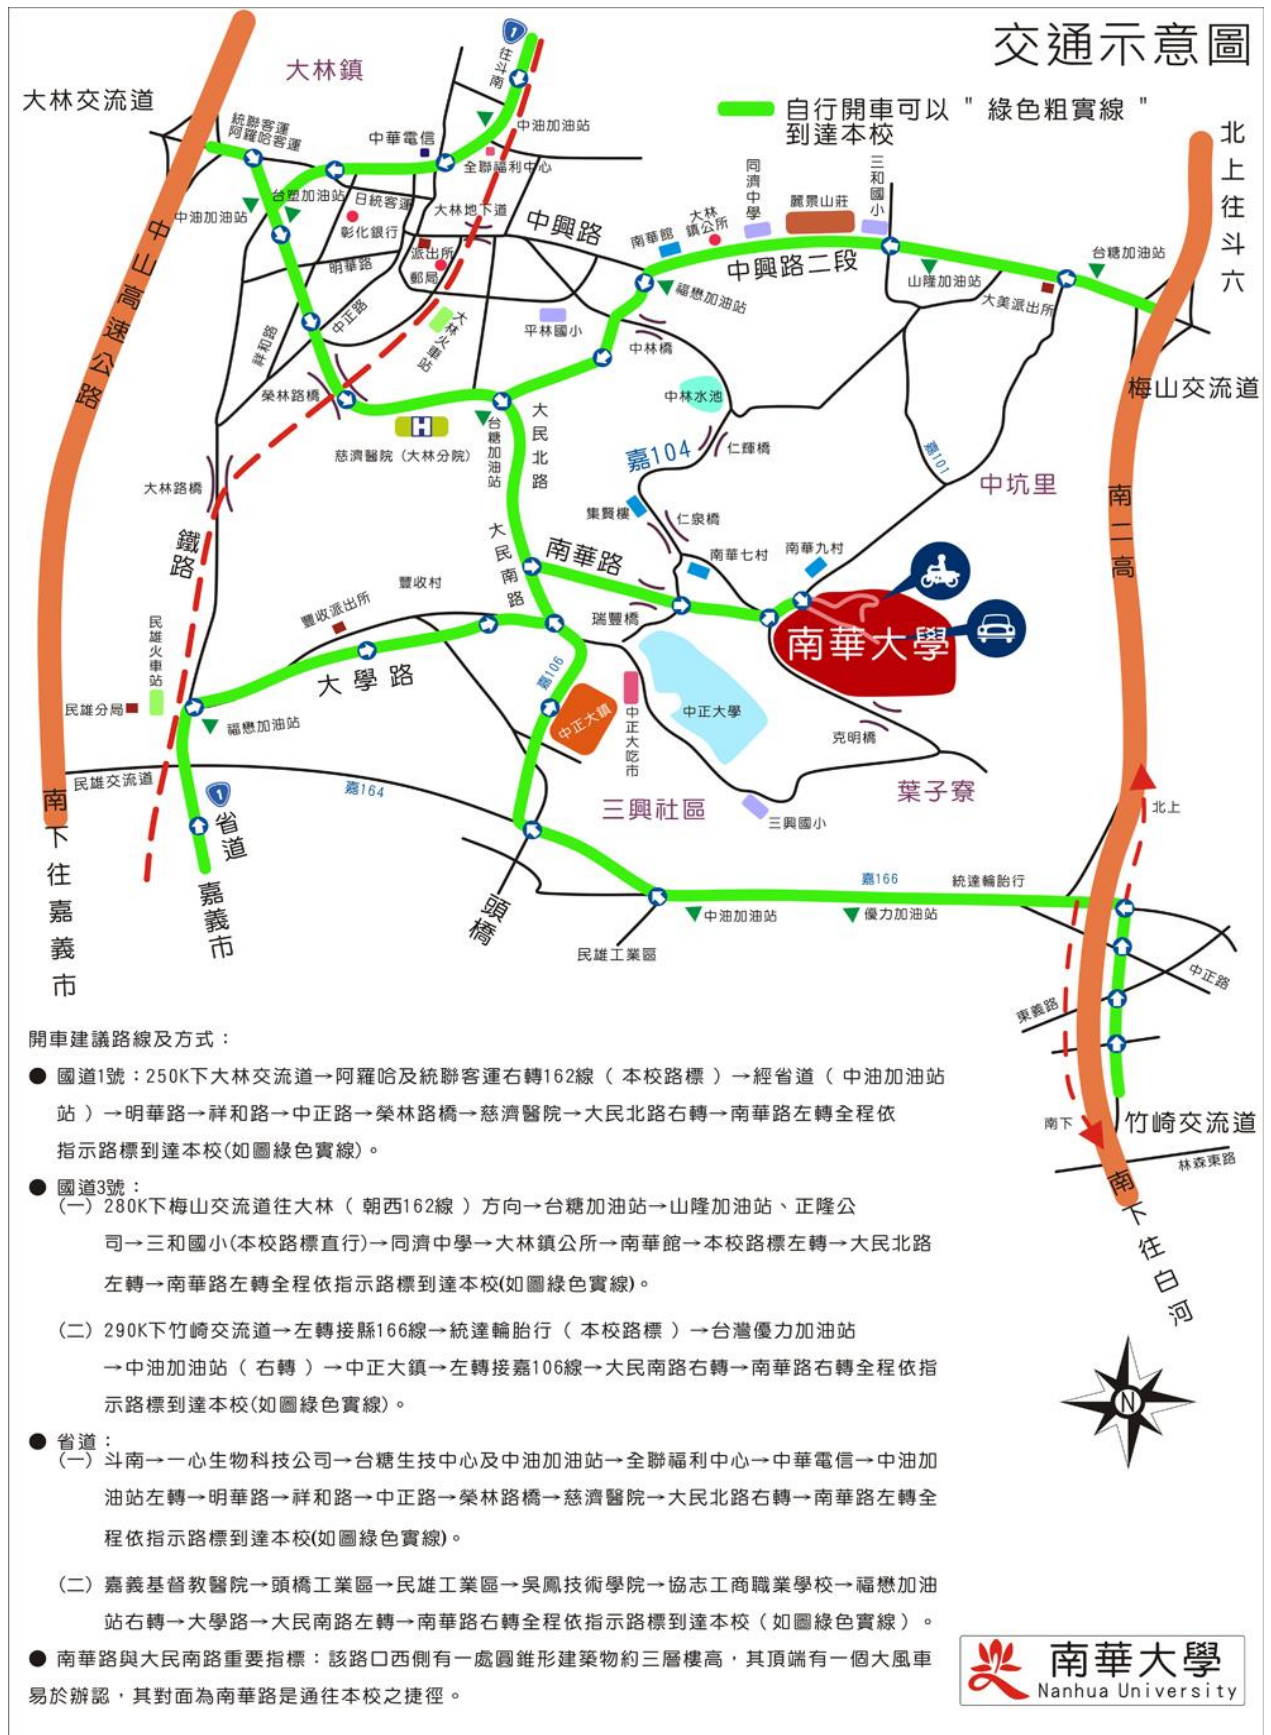 交通示意圖
自行開車可以 " 綠色粗實線 "
到達本校
大林鎮
大林交流道
1
往斗南
統聯客運
阿羅哈客運
中華電信
中油加油站
全聯福利中心
中油加油站
台塑加油站
日統客運
彰化銀行
大林地下道
中興路
派出所
郵局
明華路
中正路
祥和路
大林火車站
平林國小
南華館
大林鎮公所
同濟中學
麗景山莊
三和國小
中興路二段
福懋加油站
山隆加油站
大美派出所
台糖加油站
北上往斗六
梅山交流道
中山高速公路
榮林路橋
慈濟醫院（大林分院）
H
台糖加油站
大民北路
中林橋
中林水池
嘉104
仁輝橋
嘉101
中坑里
南二高
大林路橋
鐵路
集賢樓
仁泉橋
大民南路
南華路
南華七村
南華九村
瑞豐橋
南華大學
豐收村
豐收派出所
大學路
民雄火車站
民雄分局
福懋加油站
嘉106
中正大鎮
中正大吃市
中正大學
克明橋
葉子寮
民雄交流道
嘉164
三興社區
三興國小
1
省道
嘉義市
南下往嘉義市
頭橋
民雄工業區
中油加油站
優力加油站
嘉166
統達輪胎行
北上
中正路
東義路
南下
竹崎交流道
林森東路
南下往白河
N
開車建議路線及方式：
● 國道1號：250K下大林交流道→阿羅哈及統聯客運右轉162線（ 本校路標 ）→經省道（ 中油加油站
站 ）→明華路→祥和路→中正路→榮林路橋→慈濟醫院→大民北路右轉→南華路左轉全程依
指示路標到達本校(如圖綠色實線)。
● 國道3號：
(一) 280K下梅山交流道往大林（ 朝西162線 ）方向→台糖加油站→山隆加油站、正隆公
司→三和國小(本校路標直行)→同濟中學→大林鎮公所→南華館→本校路標左轉→大民北路
左轉→南華路左轉全程依指示路標到達本校(如圖綠色實線)。
(二) 290K下竹崎交流道→左轉接縣166線→統達輪胎行（ 本校路標 ）→台灣優力加油站
→中油加油站（ 右轉 ）→中正大鎮→左轉接嘉106線→大民南路右轉→南華路右轉全程依指
示路標到達本校(如圖綠色實線)。
● 省道：
(一) 斗南→一心生物科技公司→台糖生技中心及中油加油站→全聯福利中心→中華電信→中油加
油站左轉→明華路→祥和路→中正路→榮林路橋→慈濟醫院→大民北路右轉→南華路左轉全
程依指示路標到達本校(如圖綠色實線)。
(二) 嘉義基督教醫院→頭橋工業區→民雄工業區→吳鳳技術學院→協志工商職業學校→福懋加油
站右轉→大學路→大民南路左轉→南華路右轉全程依指示路標到達本校（如圖綠色實線）。
● 南華路與大民南路重要指標：該路口西側有一處圓錐形建築物約三層樓高，其頂端有一個大風車
易於辦認，其對面為南華路是通往本校之捷徑。
南華大學
Nanhua University